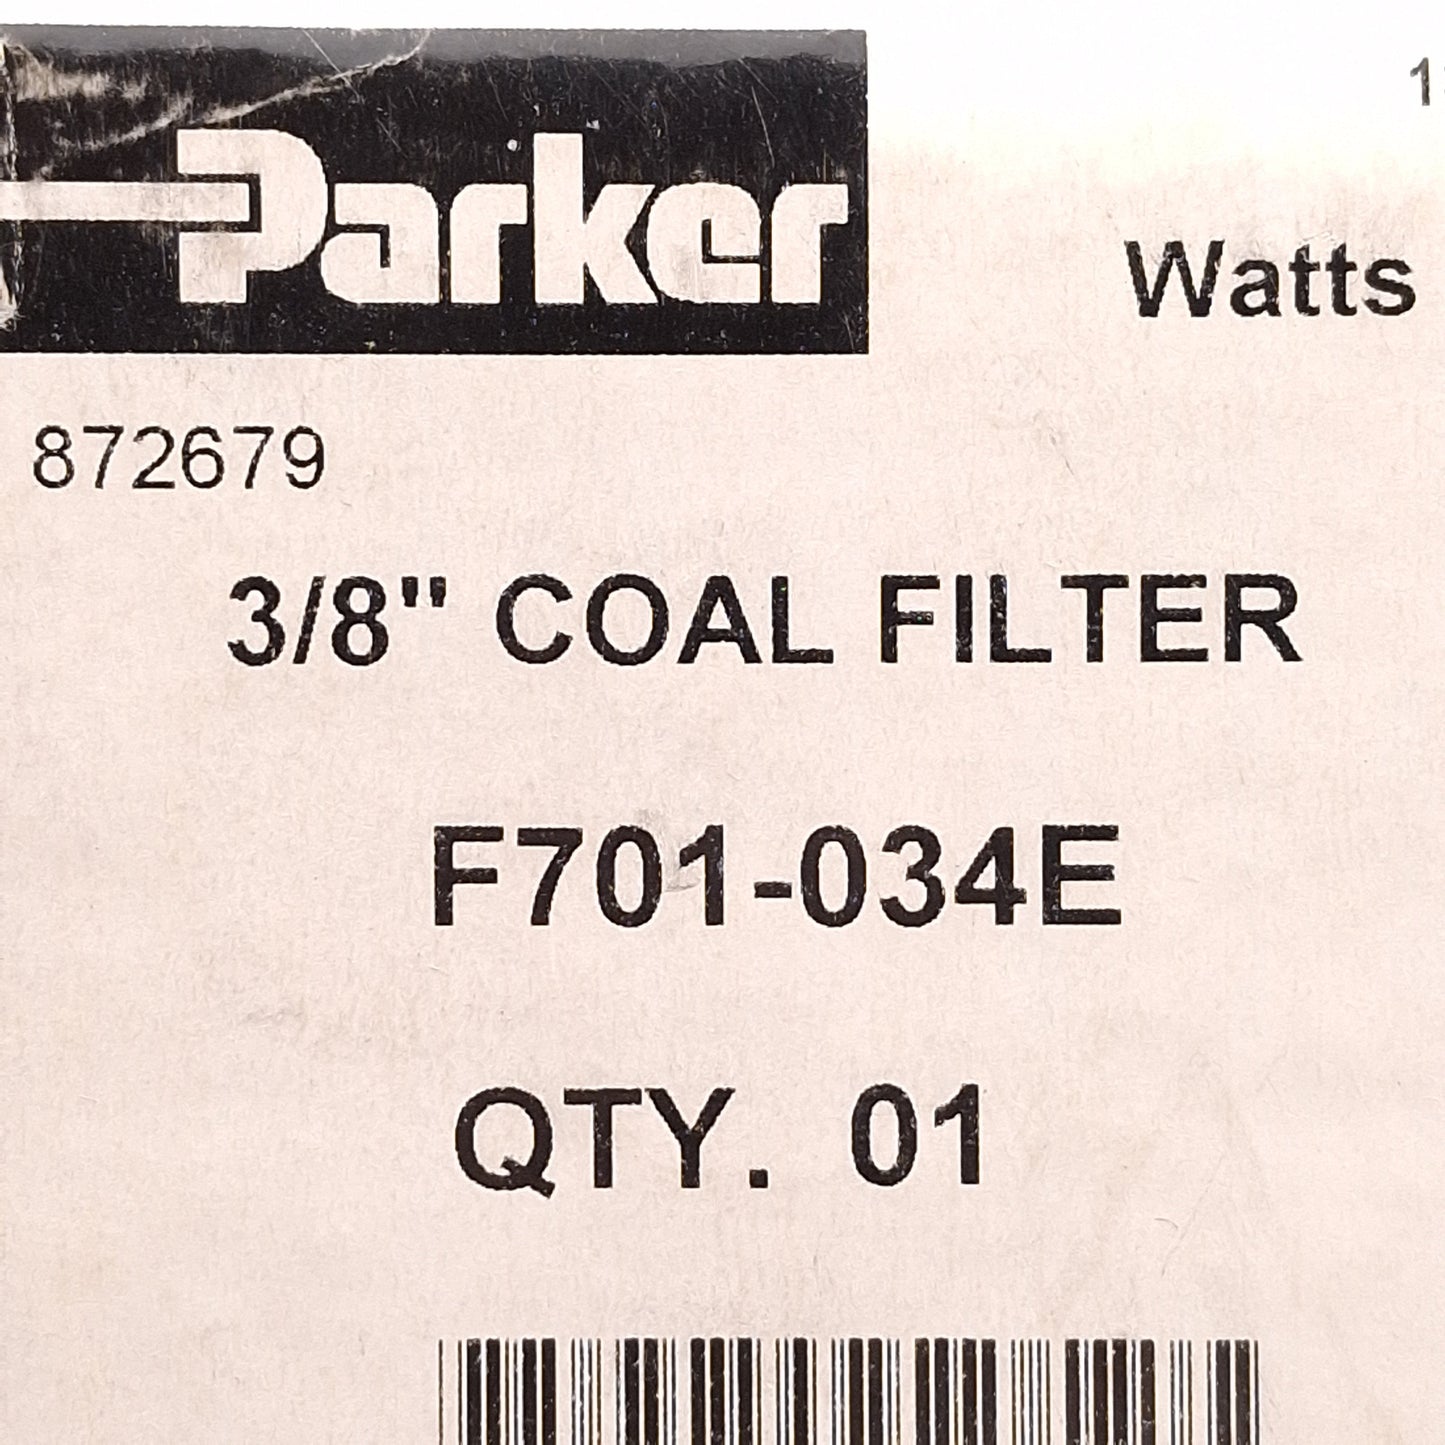 Parker
Watts
872679
3/8" COAL FILTER
F701-034E
QTY. 01